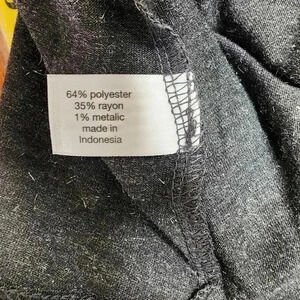 64% polyester
35% rayon
1% metalic
made in
Indonesia